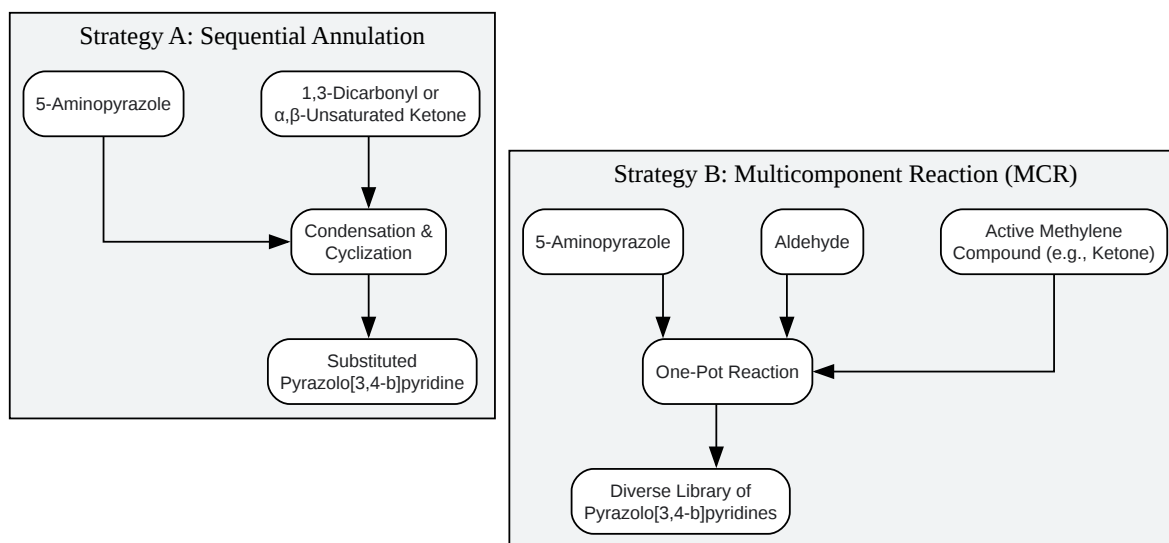 Strategy A: Sequential Annulation
5-Aminopyrazole
1,3-Dicarbonyl or
α,β-Unsaturated Ketone
Condensation &
Cyclization
Substituted
Pyrazolo[3,4-b]pyridine
Strategy B: Multicomponent Reaction (MCR)
5-Aminopyrazole
Aldehyde
Active Methylene
Compound (e.g., Ketone)
One-Pot Reaction
Diverse Library of
Pyrazolo[3,4-b]pyridines